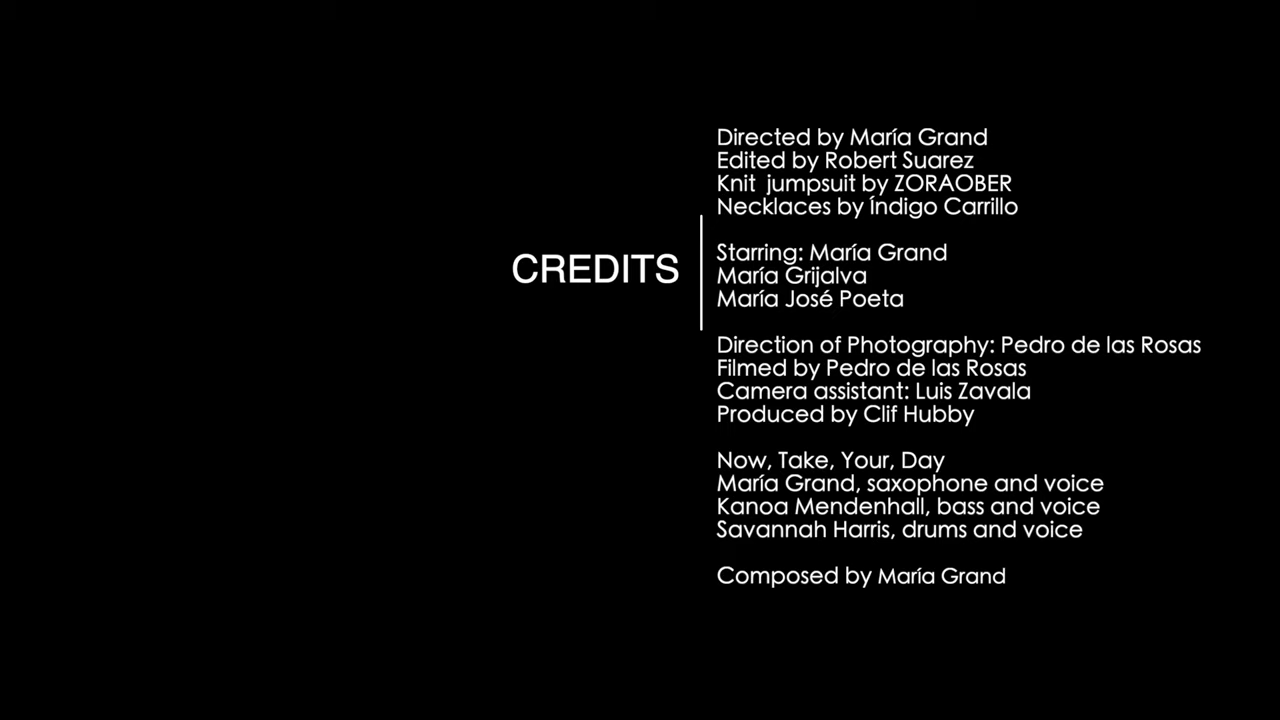 CREDITS
Directed by María Grand
Edited by Robert Suarez
Knit  jumpsuit by ZORAOBER
Necklaces by Índigo Carrillo
Starring: María Grand
María Grijalva
María José Poeta
Direction of Photography: Pedro de las Rosas
Filmed by Pedro de las Rosas
Camera assistant: Luis Zavala
Produced by Clif Hubby
Now, Take, Your, Day
María Grand, saxophone and voice
Kanoa Mendenhall, bass and voice
Savannah Harris, drums and voice
Composed by María Grand